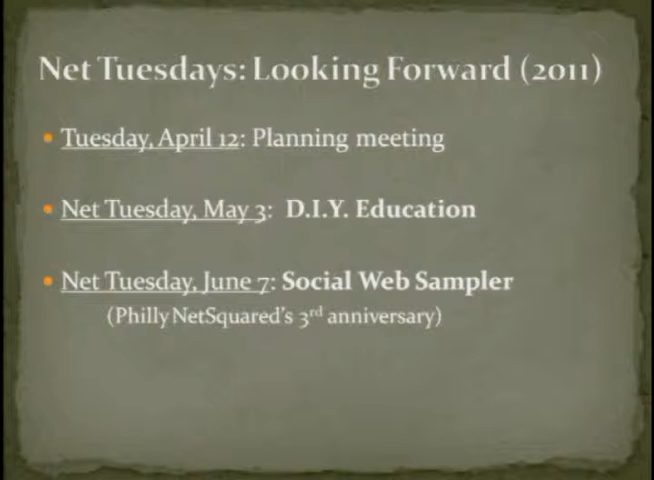 Net Tuesdays: Looking Forward (2011)
Tuesday, April 12: Planning meeting
Net Tuesday, May 3: D.I.Y. Education
Net Tuesday, June 7: Social Web Sampler
(Philly NetSquared's 3rd anniversary)